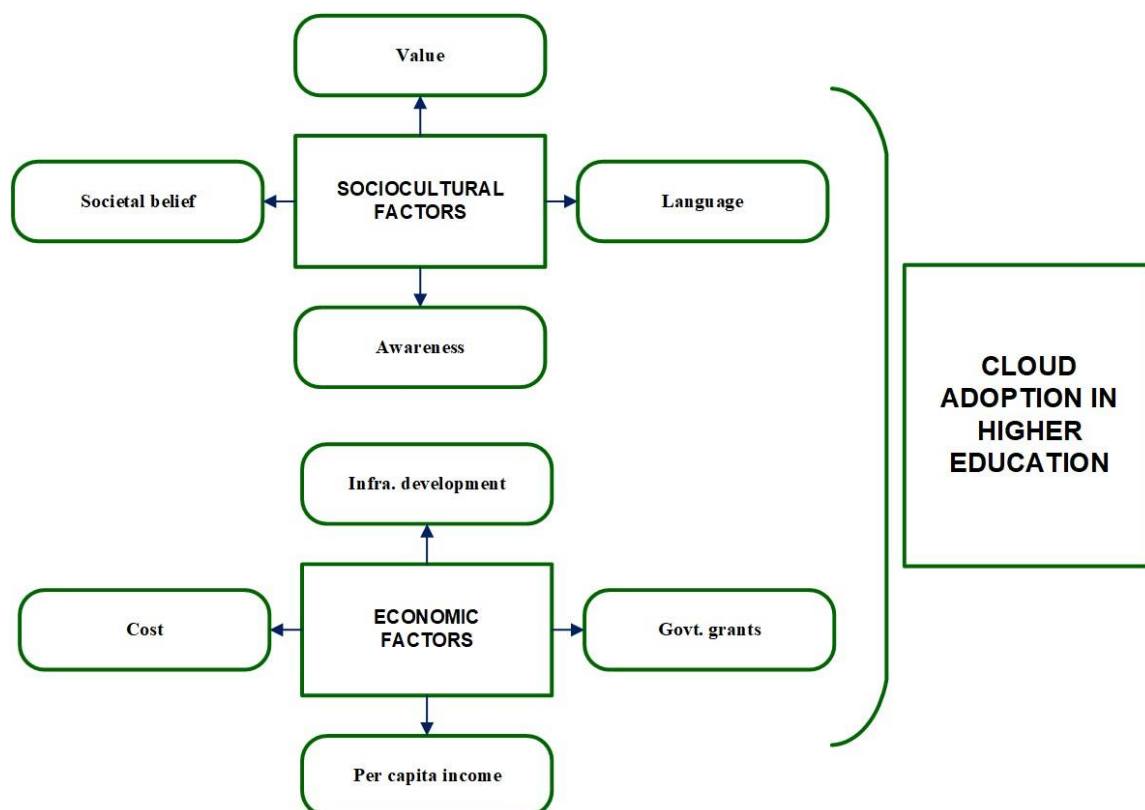 Value
SOCIOCULTURAL
FACTORS
Societal belief
Language
Awareness
CLOUD
ADOPTION IN
HIGHER
EDUCATION
Infra. development
ECONOMIC
FACTORS
Cost
Govt. grants
Per capita income